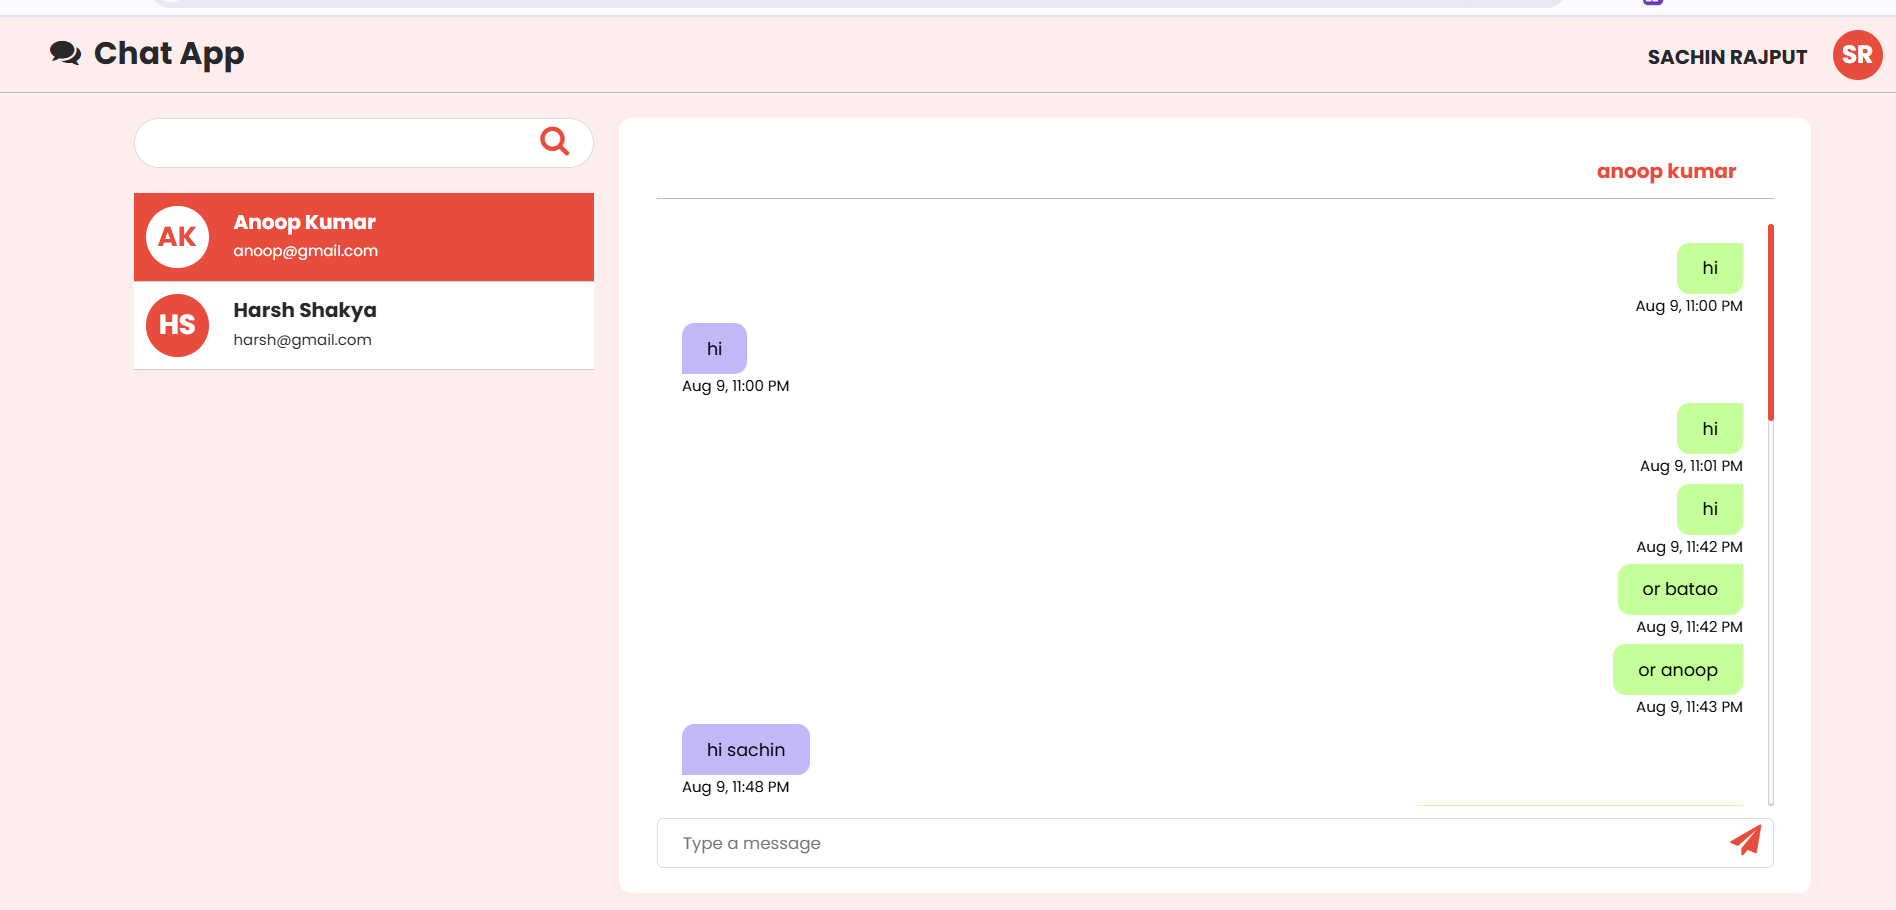 Chat App
SACHIN RAJPUT
SR
AK
Anoop Kumar
anoop@gmail.com
HS
Harsh Shakya
harsh@gmail.com
anoop kumar
hi
Aug 9, 11:00 PM
hi
Aug 9, 11:00 PM
hi
Aug 9, 11:01 PM
hi
Aug 9, 11:42 PM
or batao
Aug 9, 11:42 PM
or anoop
Aug 9, 11:43 PM
hi sachin
Aug 9, 11:48 PM
Type a message